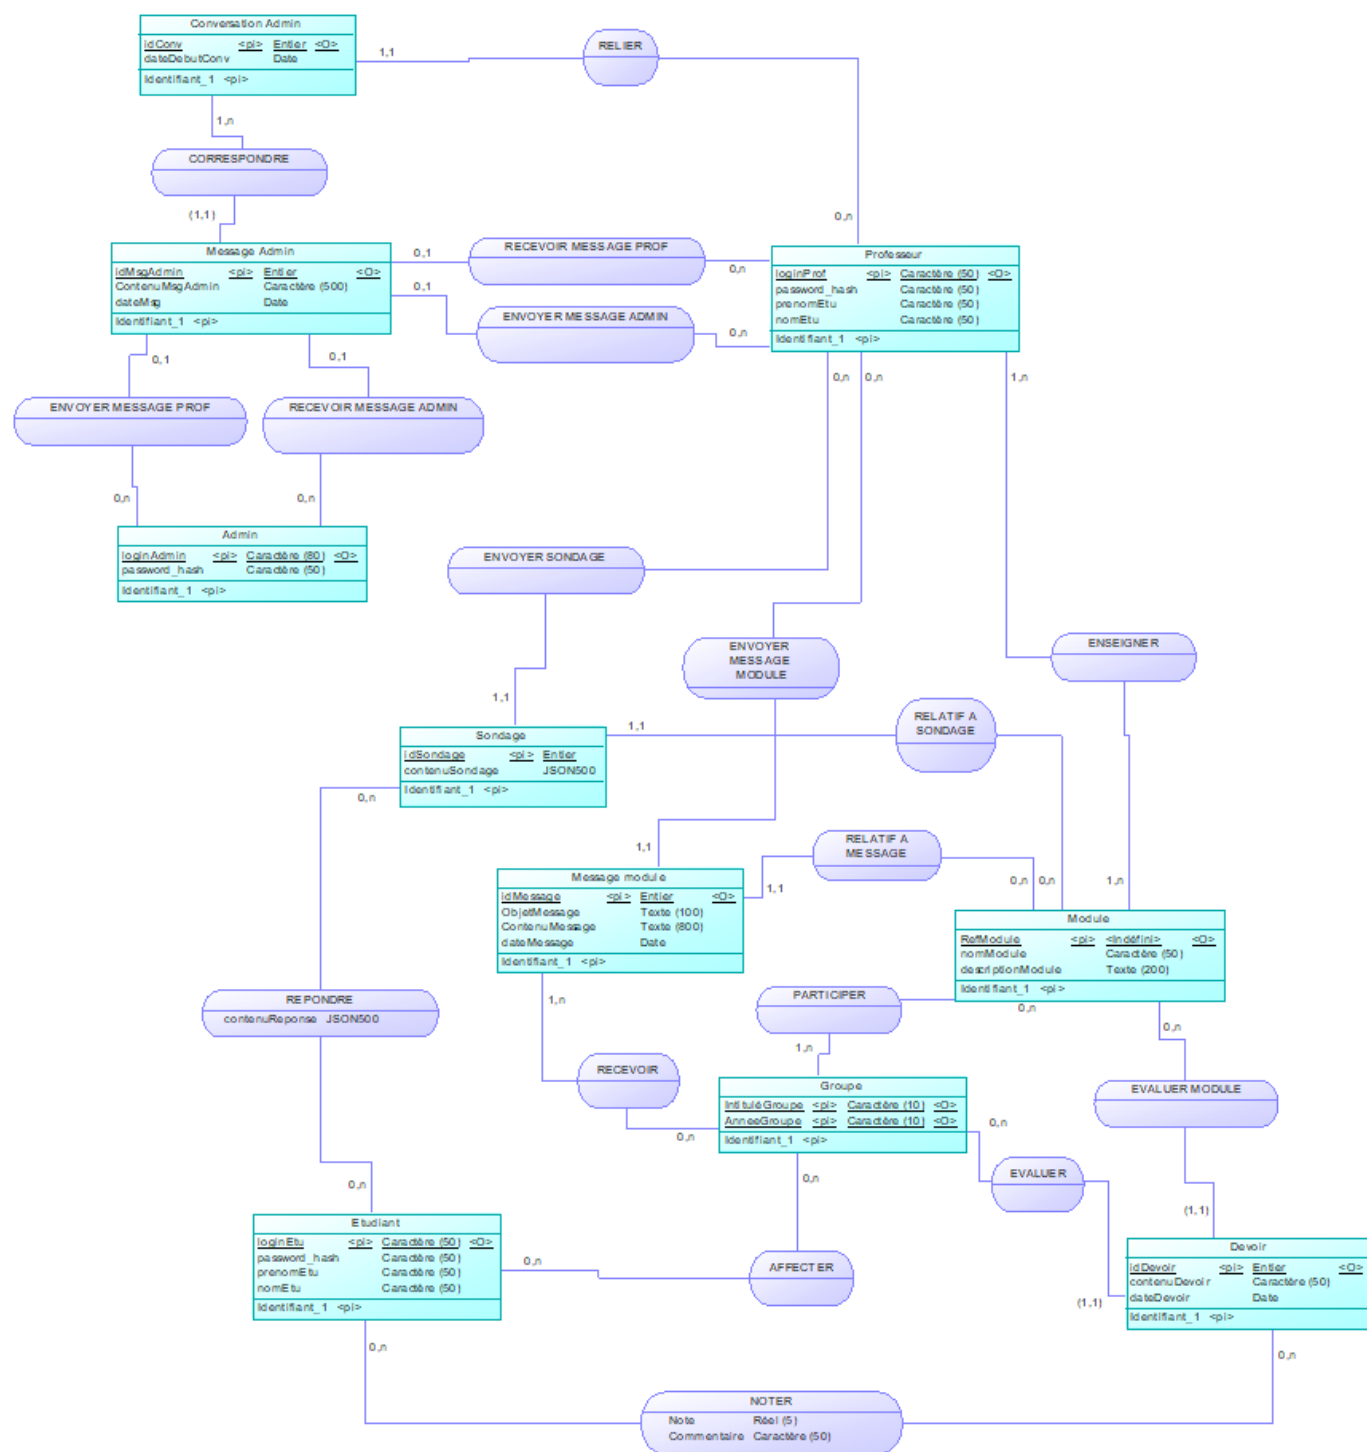 Conversation Admin
idConv <pi> Entier <O>
dateDebutConv Date
Identifiant_1 <pi>
1,1
RELIER
1,n
CORRESPONDRE
(1,1)
0,n
Message Admin
idMsgAdmin <pi> Entier <O>
ContenuMsgAdmin Caractère (500)
dateMsg Date
Identifiant_1 <pi>
0,1
RECEVOIR MESSAGE PROF
0,n
0,1
ENVOYER MESSAGE ADMIN
0,n
Professeur
loginProf <pi> Caractère (50) <O>
password_hash Caractère (50)
prenomEtu Caractère (50)
nomEtu Caractère (50)
Identifiant_1 <pi>
0,1
0,1
0,n
0,n
1,n
ENVOYER MESSAGE PROF
RECEVOIR MESSAGE ADMIN
0,n
0,n
Admin
loginAdmin <pi> Caractère (80) <O>
password_hash Caractère (50)
Identifiant_1 <pi>
ENVOYER SONDAGE
ENVOYER
MESSAGE
MODULE
ENSEIGNER
1,1
1,1
RELATIF A
SONDAGE
Sondage
idSondage <pi> Entier
contenuSondage JSON500
Identifiant_1 <pi>
0,n
1,1
RELATIF A
MESSAGE
1,1
0,n
0,n
1,n
Message module
idMessage <pi> Entier <O>
ObjetMessage Texte (100)
ContenuMessage Texte (800)
dateMessage Date
Identifiant_1 <pi>
Module
RefModule <pi> <Indéfini> <O>
nomModule Caractère (50)
descriptionModule Texte (200)
Identifiant_1 <pi>
REPONDRE
contenuReponse JSON500
1,n
PARTICIPER
0,n
0,n
1,n
RECEVOIR
0,n
Groupe
IntituléGroupe <pi> Caractère (10) <O>
AnneeGroupe <pi> Caractère (10) <O>
Identifiant_1 <pi>
EVALUER MODULE
0,n
EVALUER
0,n
0,n
(1,1)
Etudiant
loginEtu <pi> Caractère (50) <O>
password_hash Caractère (50)
prenomEtu Caractère (50)
nomEtu Caractère (50)
Identifiant_1 <pi>
0,n
AFFECTER
(1,1)
Devoir
idDevoir <pi> Entier <O>
contenuDevoir Caractère (50)
dateDevoir Date
Identifiant_1 <pi>
0,n
0,n
NOTER
Note Réel (5)
Commentaire Caractère (50)